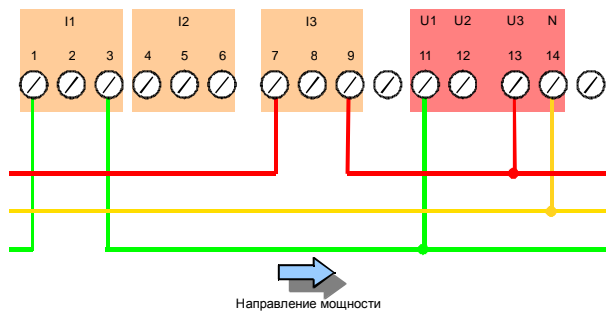 I1 I2 I3 U1 U2 U3 N
1 2 3 4 5 6 7 8 9 11 12 13 14
Направление мощности